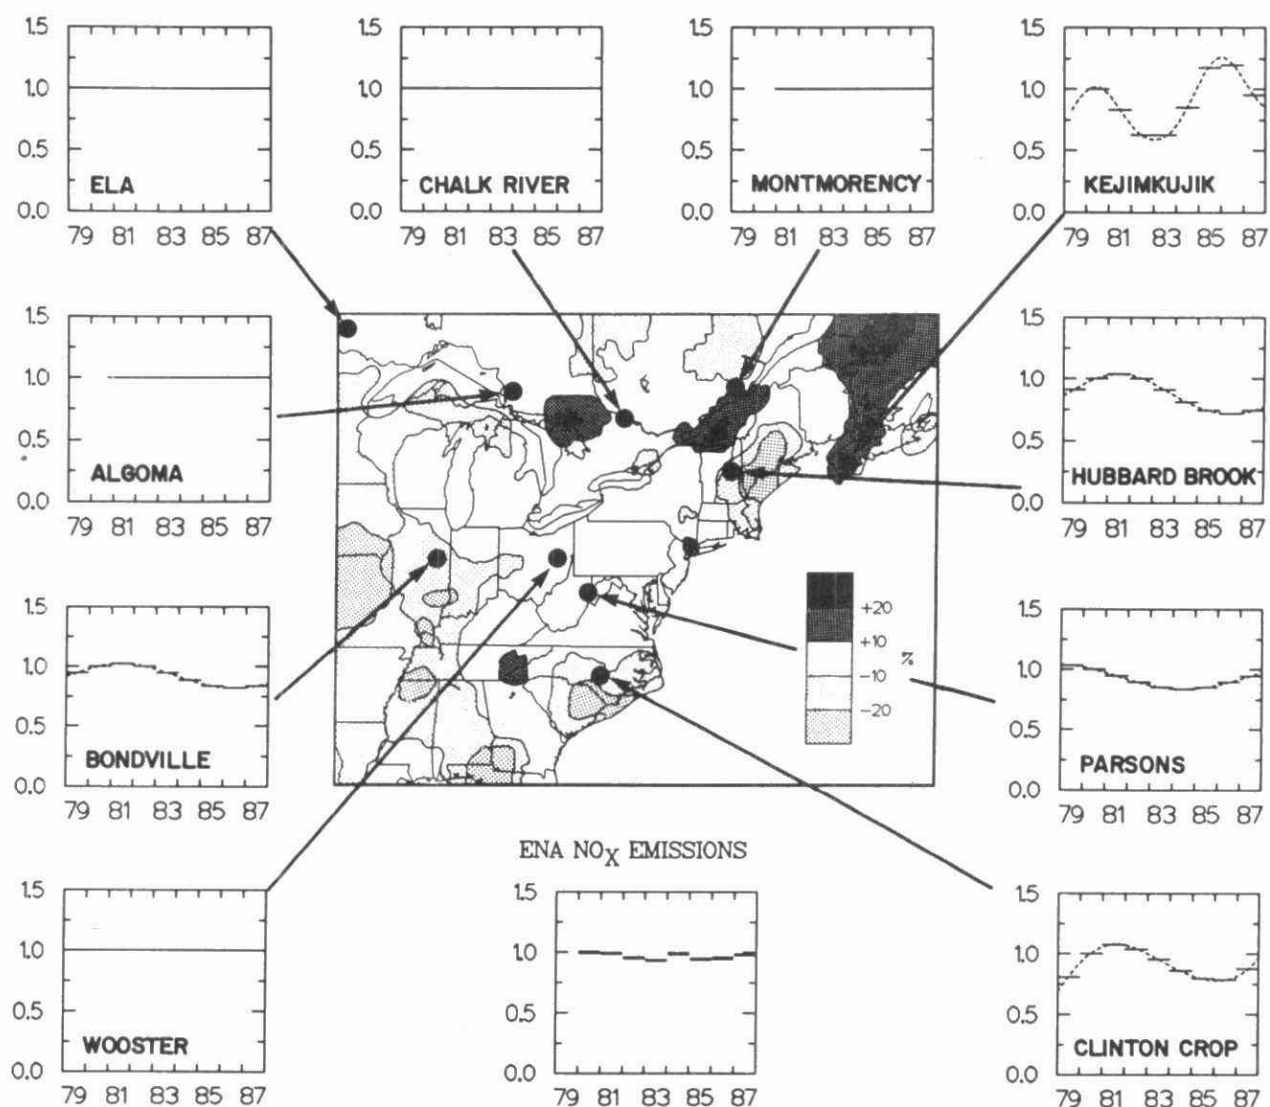 1.5
1.0
0.5
0.0
ELA
79 81 83 85 87
1.5
1.0
0.5
0.0
CHALK RIVER
79 81 83 85 87
1.5
1.0
0.5
0.0
MONTMORENCY
79 81 83 85 87
1.5
1.0
0.5
0.0
KEJIMKUJIK
79 81 83 85 87
1.5
1.0
0.5
0.0
ALGOMA
79 81 83 85 87
1.5
1.0
0.5
0.0
HUBBARD BROOK
79 81 83 85 87
1.5
1.0
0.5
0.0
BONDVILLE
79 81 83 85 87
+20
+10
%
-10
-20
1.5
1.0
0.5
0.0
PARSONS
79 81 83 85 87
1.5
1.0
0.5
0.0
WOOSTER
79 81 83 85 87
ENA NOX EMISSIONS
1.5
1.0
0.5
0.0
79 81 83 85 87
1.5
1.0
0.5
0.0
CLINTON CROP
79 81 83 85 87